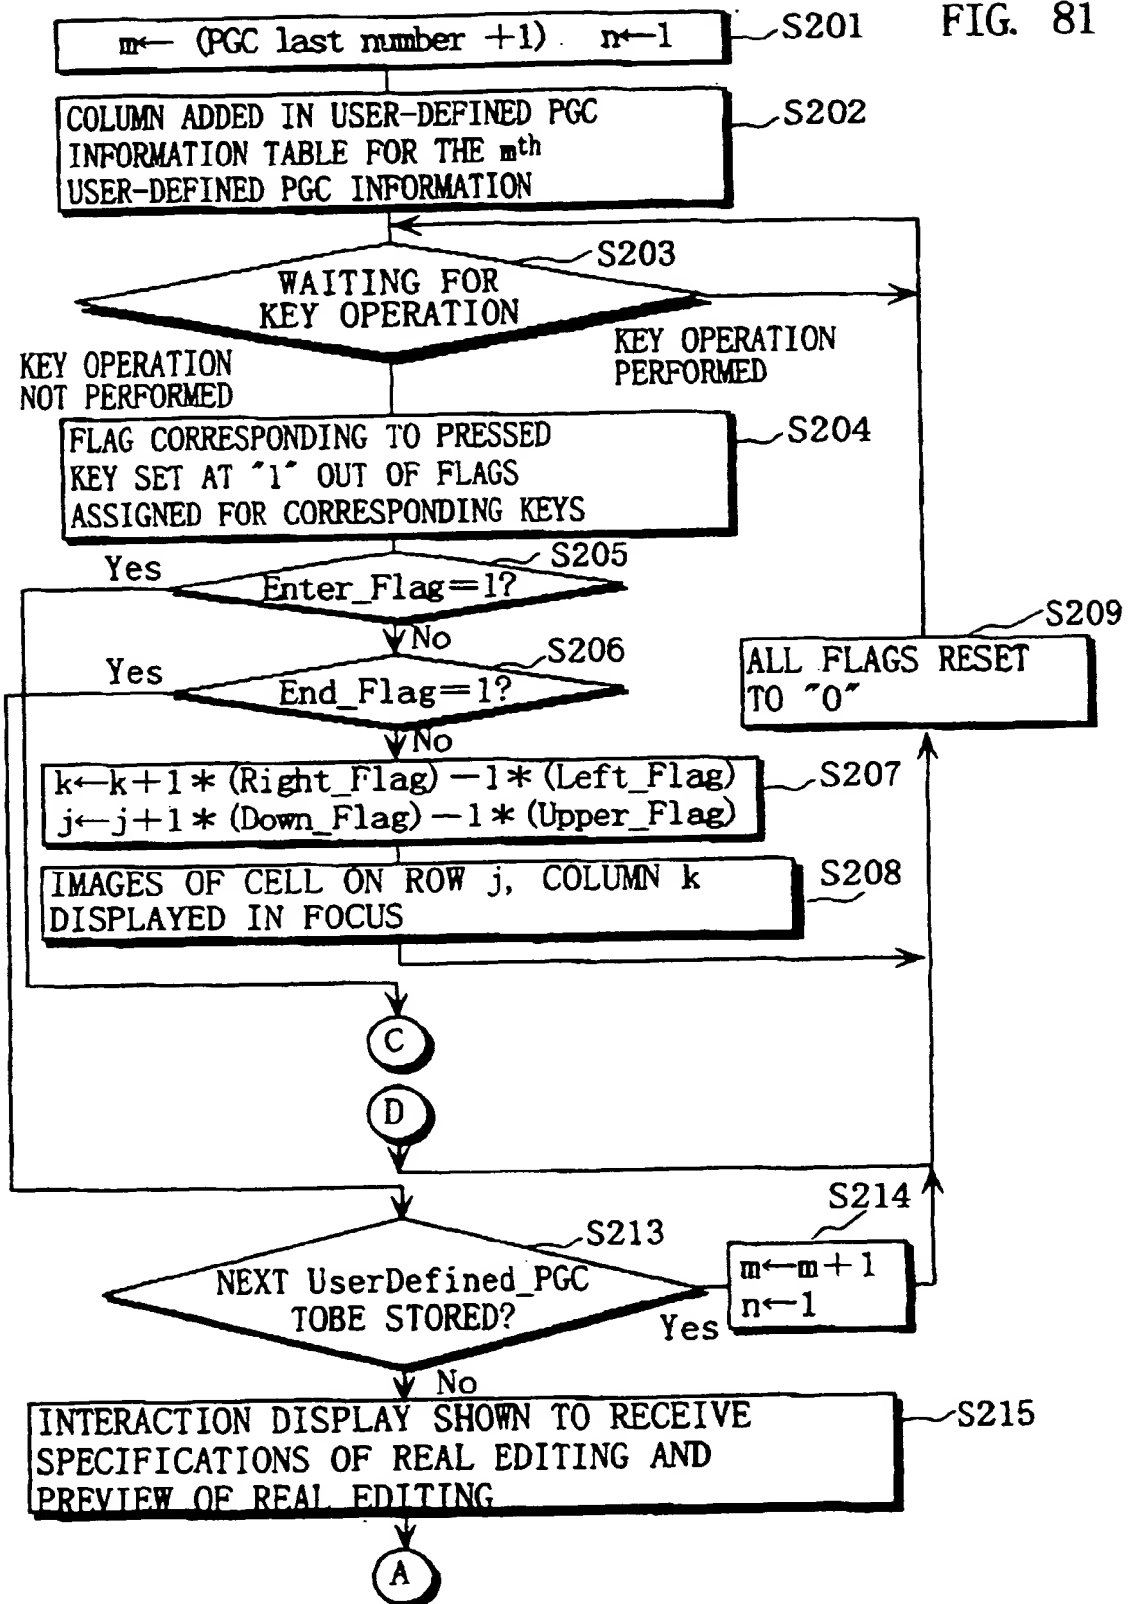 FIG. 81
m← (PGC last number +1) n←1
S201
COLUMN ADDED IN USER-DEFINED PGC
INFORMATION TABLE FOR THE mth
USER-DEFINED PGC INFORMATION
S202
S203
WAITING FOR
KEY OPERATION
KEY OPERATION
NOT PERFORMED
KEY OPERATION
PERFORMED
FLAG CORRESPONDING TO PRESSED
KEY SET AT "1" OUT OF FLAGS
ASSIGNED FOR CORRESPONDING KEYS
S204
S205
Yes
Enter_Flag=1?
No
S206
Yes
End_Flag=1?
No
S209
ALL FLAGS RESET
TO "0"
k←k+1*(Right_Flag)-1*(Left_Flag)
j←j+1*(Down_Flag)-1*(Upper_Flag)
S207
IMAGES OF CELL ON ROW j, COLUMN k
DISPLAYED IN FOCUS
S208
C
D
S213
NEXT UserDefined_PGC
TOBE STORED?
Yes
S214
m←m+1
n←1
No
INTERACTION DISPLAY SHOWN TO RECEIVE
SPECIFICATIONS OF REAL EDITING AND
PREVIEW OF REAL EDITING
S215
A